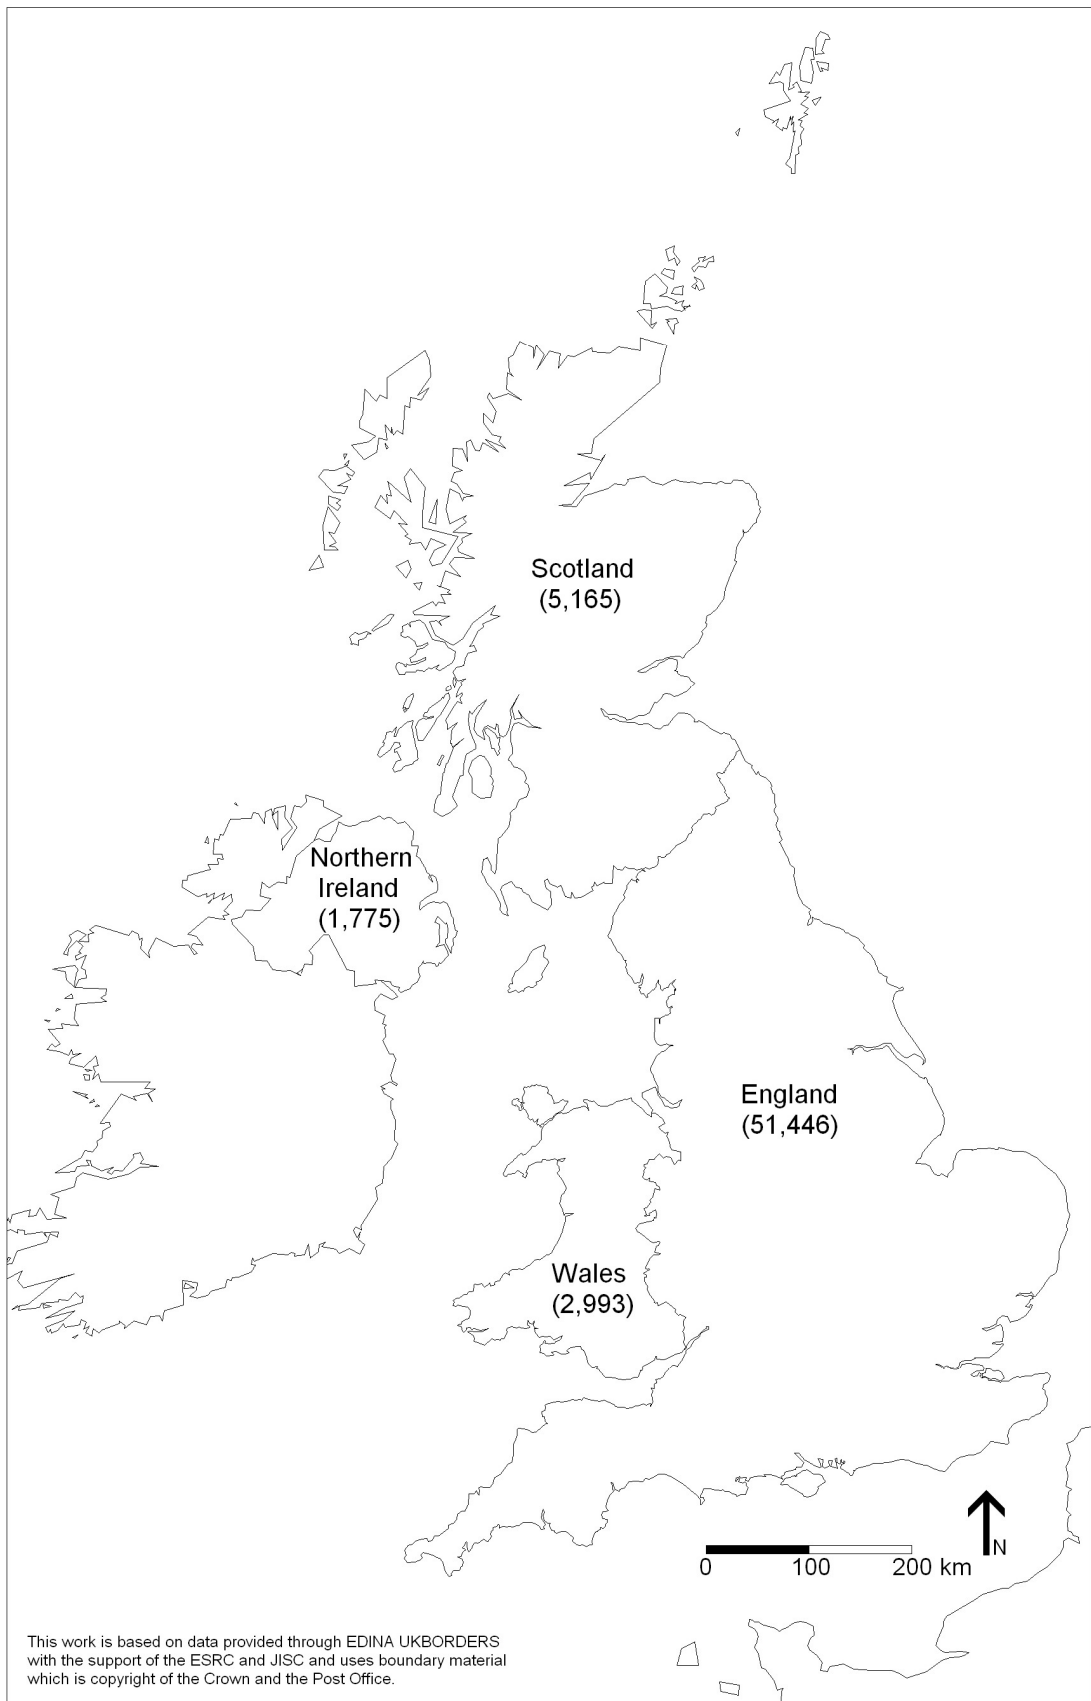 Scotland
(5,165)
Northern
Ireland
(1,775)
England
(51,446)
Wales
(2,993)
N
0 100 200 km
This work is based on data provided through EDINA UKBORDERS
with the support of the ESRC and JISC and uses boundary material
which is copyright of the Crown and the Post Office.